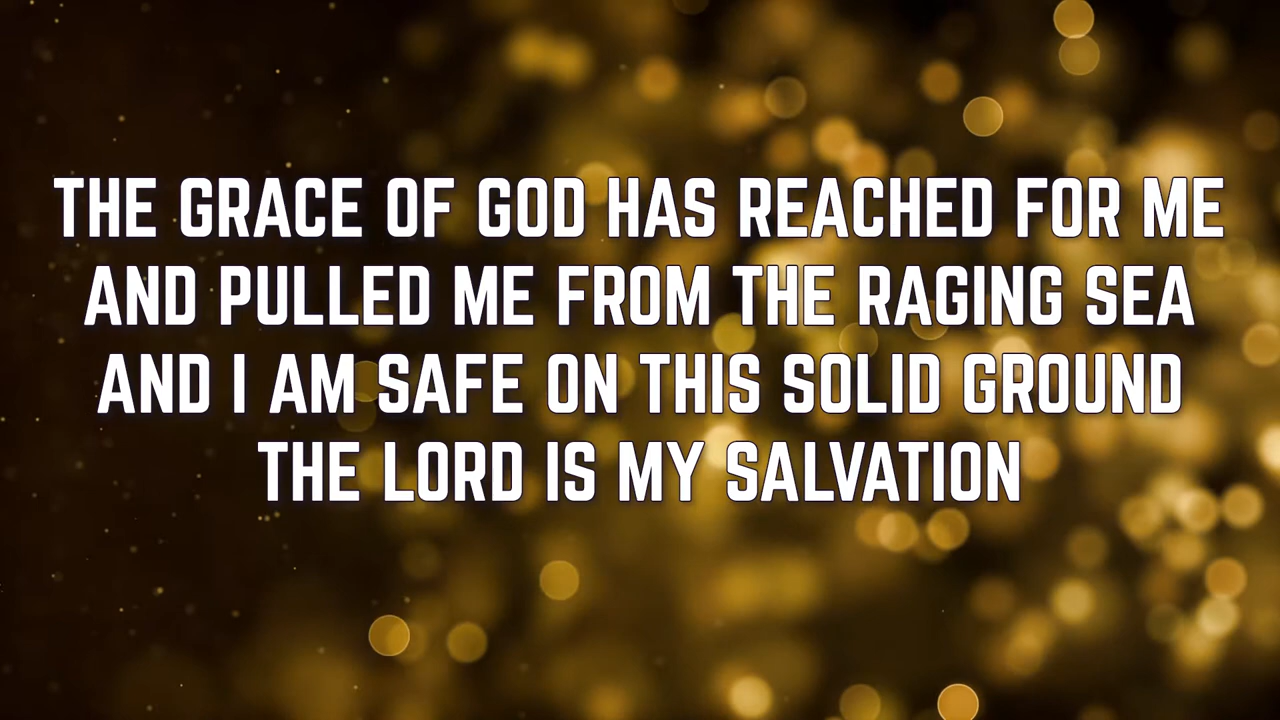 THE GRACE OF GOD HAS REACHED FOR ME
AND PULLED ME FROM THE RAGING SEA
AND I AM SAFE ON THIS SOLID GROUND
THE LORD IS MY SALVATION